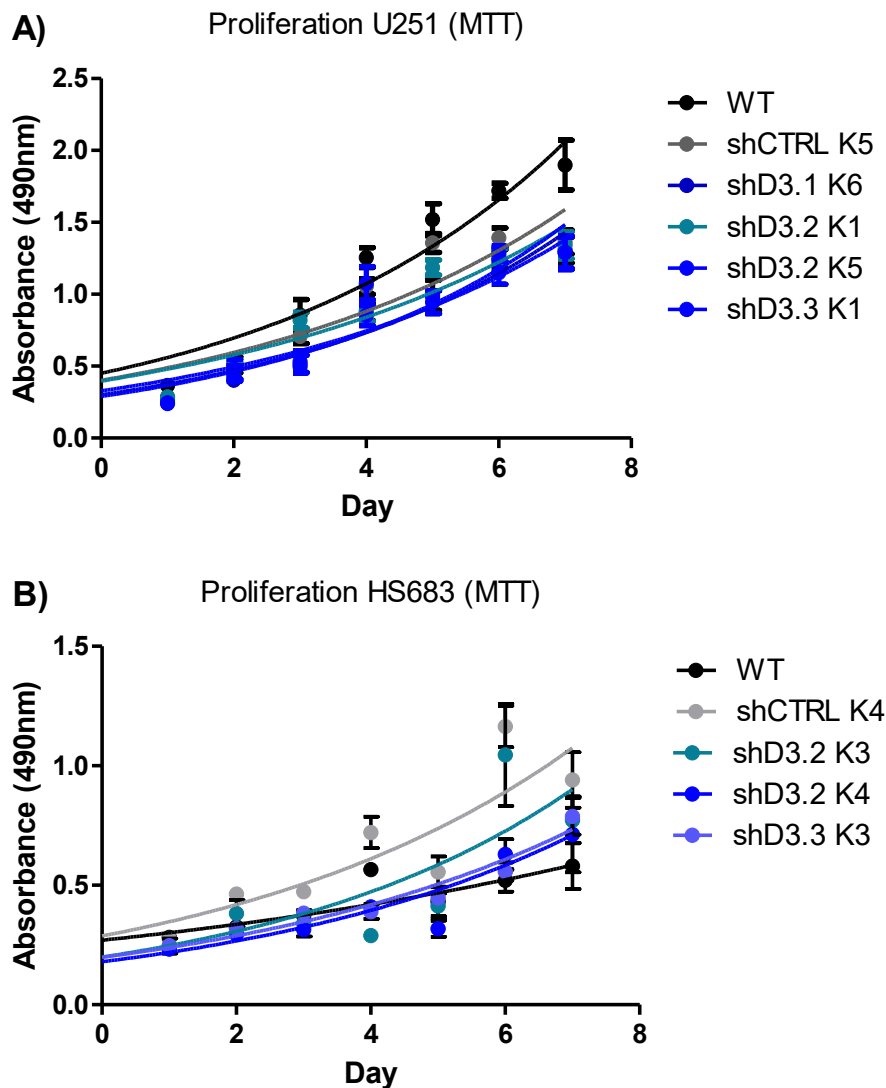 A)
Proliferation U251 (MTT)
Absorbance (490nm)
2.5
2.0
1.5
1.0
0.5
0.0
0 2 4 6 8
Day
WT
shCTRL K5
shD3.1 K6
shD3.2 K1
shD3.2 K5
shD3.3 K1
B)
Proliferation HS683 (MTT)
Absorbance (490nm)
1.5
1.0
0.5
0.0
0 2 4 6 8
Day
WT
shCTRL K4
shD3.2 K3
shD3.2 K4
shD3.3 K3